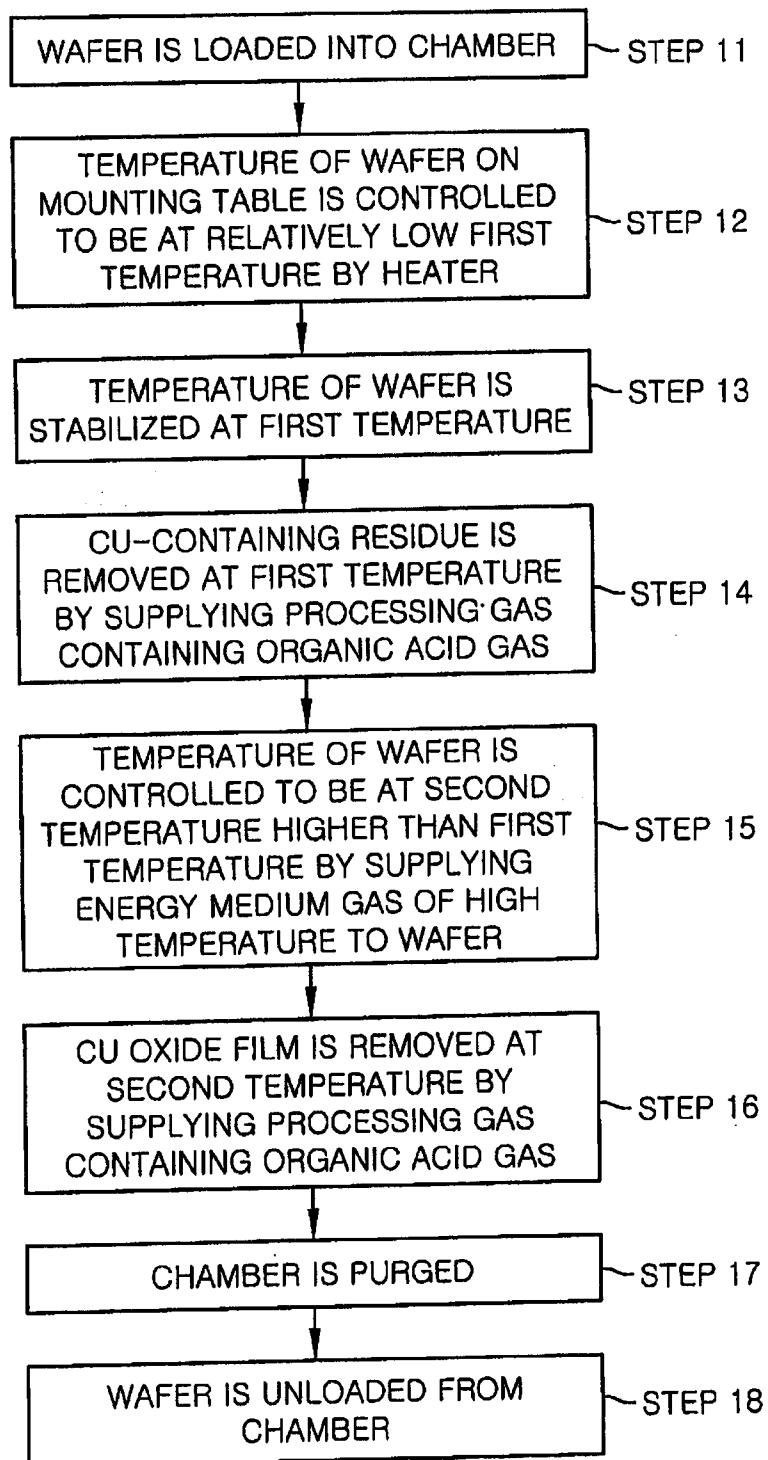 WAFER IS LOADED INTO CHAMBER
STEP 11
TEMPERATURE OF WAFER ON
MOUNTING TABLE IS CONTROLLED
TO BE AT RELATIVELY LOW FIRST
TEMPERATURE BY HEATER
STEP 12
TEMPERATURE OF WAFER IS
STABILIZED AT FIRST TEMPERATURE
STEP 13
CU-CONTAINING RESIDUE IS
REMOVED AT FIRST TEMPERATURE
BY SUPPLYING PROCESSING GAS
CONTAINING ORGANIC ACID GAS
STEP 14
TEMPERATURE OF WAFER IS
CONTROLLED TO BE AT SECOND
TEMPERATURE HIGHER THAN FIRST
TEMPERATURE BY SUPPLYING
ENERGY MEDIUM GAS OF HIGH
TEMPERATURE TO WAFER
STEP 15
CU OXIDE FILM IS REMOVED AT
SECOND TEMPERATURE BY
SUPPLYING PROCESSING GAS
CONTAINING ORGANIC ACID GAS
STEP 16
CHAMBER IS PURGED
STEP 17
WAFER IS UNLOADED FROM
CHAMBER
STEP 18